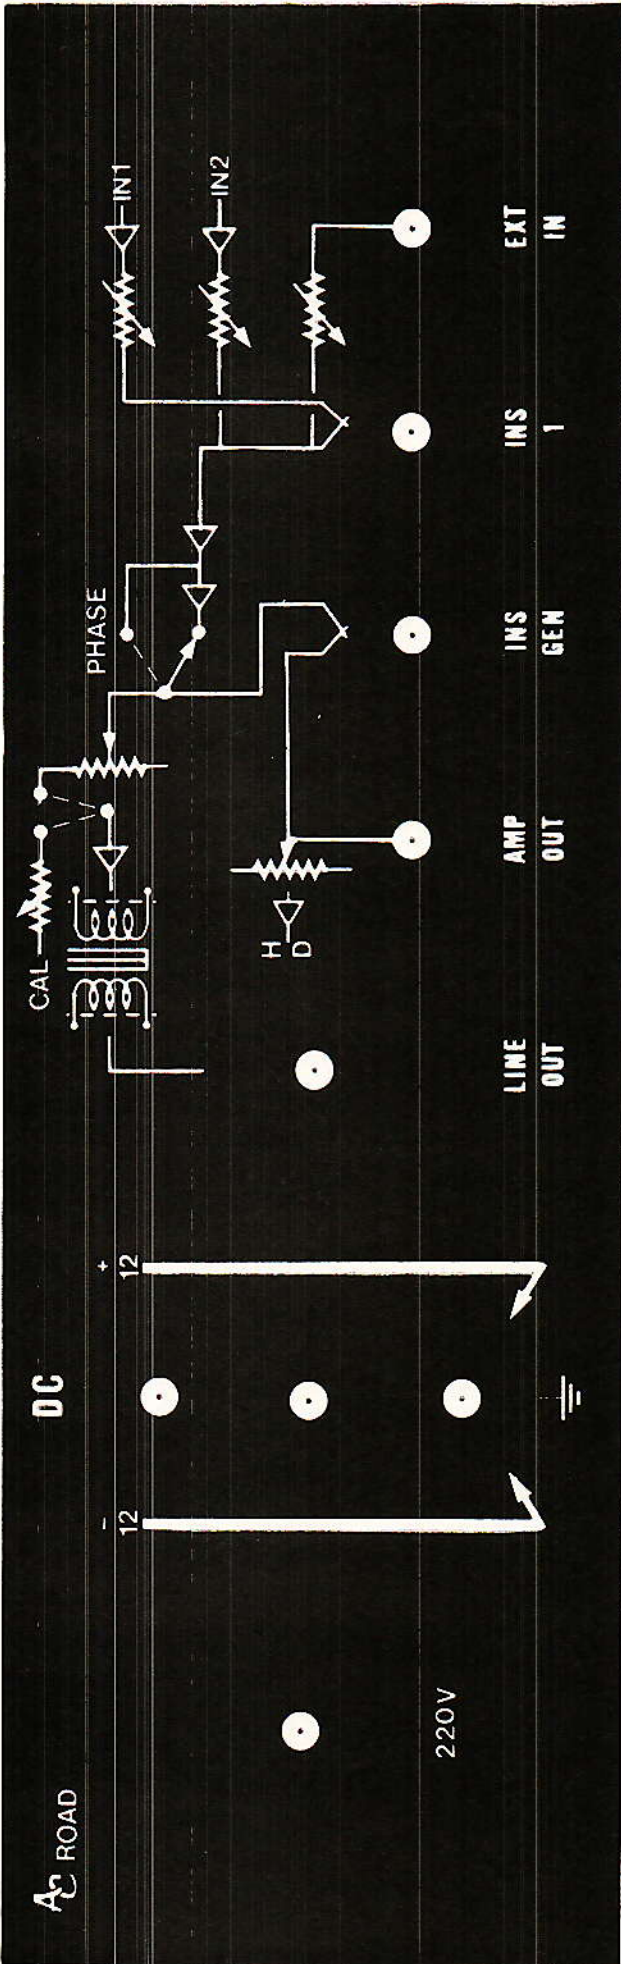 AC ROAD
220V
DC
- 12
+ 12
LINE
OUT
CAL
H D
AMP
OUT
PHASE
INS
GEN
INS
1
IN1
IN2
EXT
IN